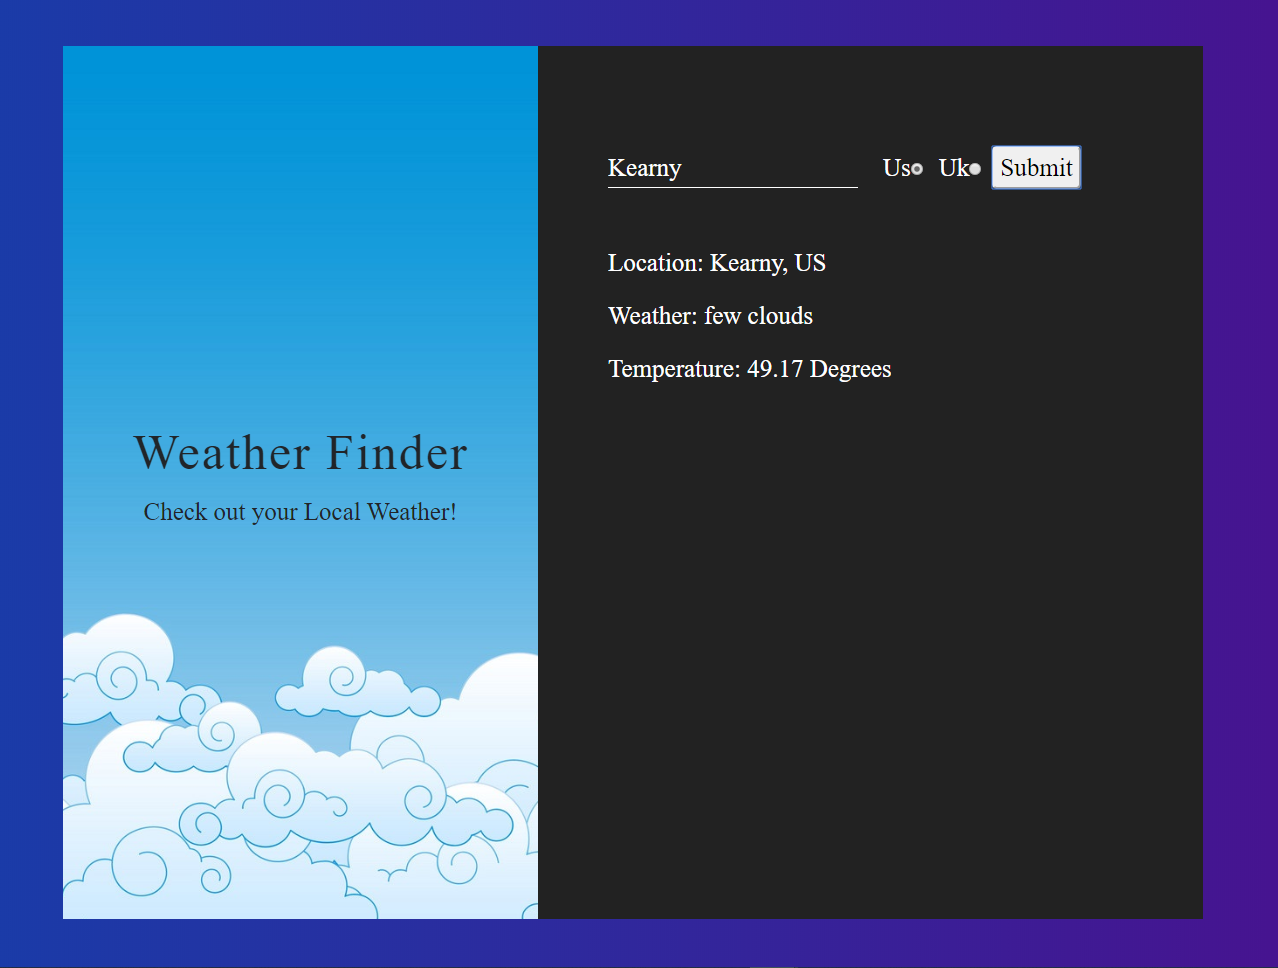 Weather Finder
Check out your Local Weather!
Kearny Us Uk Submit
Location: Kearny, US
Weather: few clouds
Temperature: 49.17 Degrees